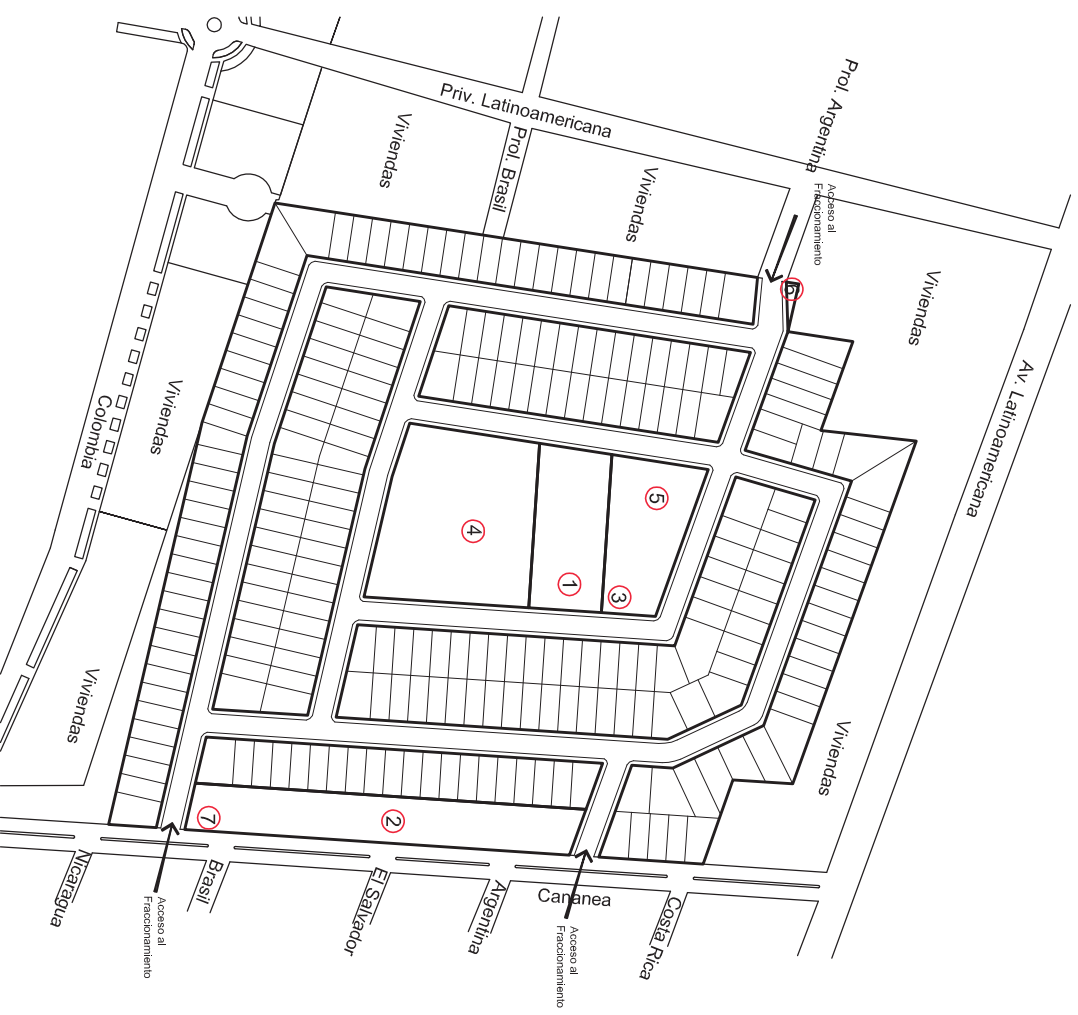 Prol. Argentina
Priv. Latinoamericana
Viviendas
Prol. Brasil
Viviendas
Acceso al
Fraccionamiento
6
Viviendas
Av. Latinoamericana
Viviendas
Colombia
5
4
1
3
Viviendas
Viviendas
7
2
Nicaragua
Brasil
El Salvador
Argentina
Cananea
Costa Rica
Acceso al
Fraccionamiento
Acceso al
Fraccionamiento